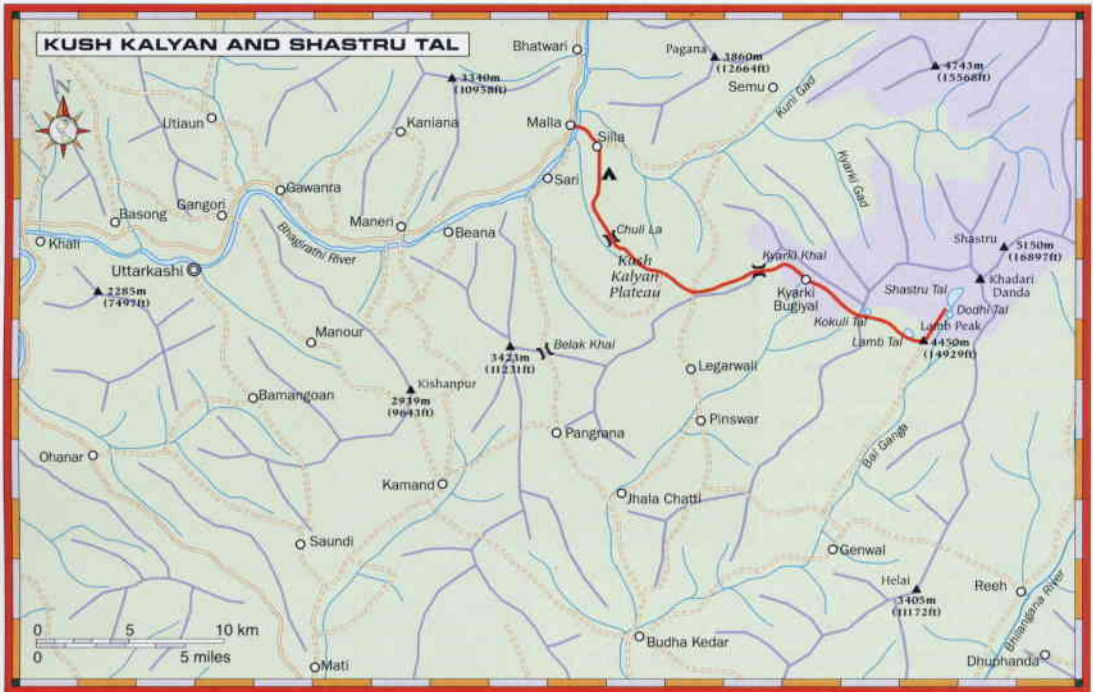 KUSH KALYAN AND SHASTRU TAL
Bhatwari
Pagana
3860m
(12664ft)
4743m
(15568ft)
3340m
(10958ft)
Semu
N
Utiaun
Kaniana
Malla
Silla
Kuni Gad
Kyarki Gad
Sari
Gawanra
Gangori
Basong
Maneri
Beana
Khali
Bhagirathi River
Chuli La
Kush
Kalyan
Plateau
Kyarki Khal
Shastru
5150m
(16897ft)
Uttarkashi
Kyarki
Bugiyal
Shastru Tal
Khadari
Danda
2285m
(7497ft)
Kokuli Tal
Dodhi Tal
Lamb Peak
Lamb Tal
4450m
(14929ft)
Manour
3423m
(11231ft)
Belak Khal
Legarwali
Kishanpur
2939m
(9643ft)
Bamangoan
Pinswar
Pangrana
Bal Ganga
Ohanar
Kamand
Jhala Chatti
Saundi
Genwal
Helai
3405m
(11172ft)
Reeh
Bhilangana River
0 5 10 km
0 5 miles
Budha Kedar
Mati
Dhuphanda